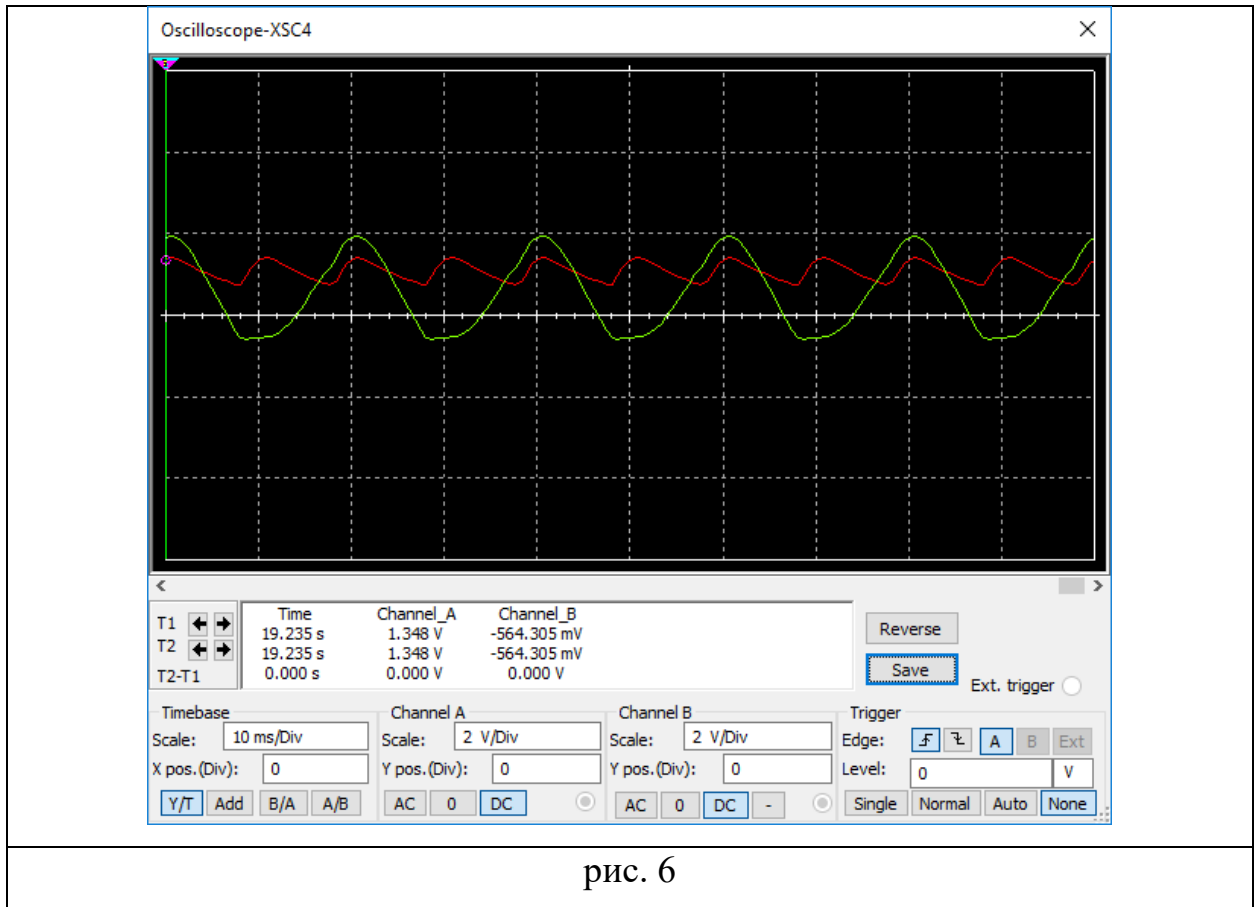 Oscilloscope-XSC4
Time Channel_A Channel_B
T1 19.235 s 1.348 V -564.305 mV
T2 19.235 s 1.348 V -564.305 mV
T2-T1 0.000 s 0.000 V 0.000 V
Reverse
Save
Ext. trigger
Timebase Channel A Channel B Trigger
Scale: 10 ms/Div Scale: 2 V/Div Scale: 2 V/Div Edge: A B Ext
X pos.(Div): 0 Y pos.(Div): 0 Y pos.(Div): 0 Level: 0 V
Y/T Add B/A A/B AC 0 DC AC 0 DC - Single Normal Auto None
рис. 6